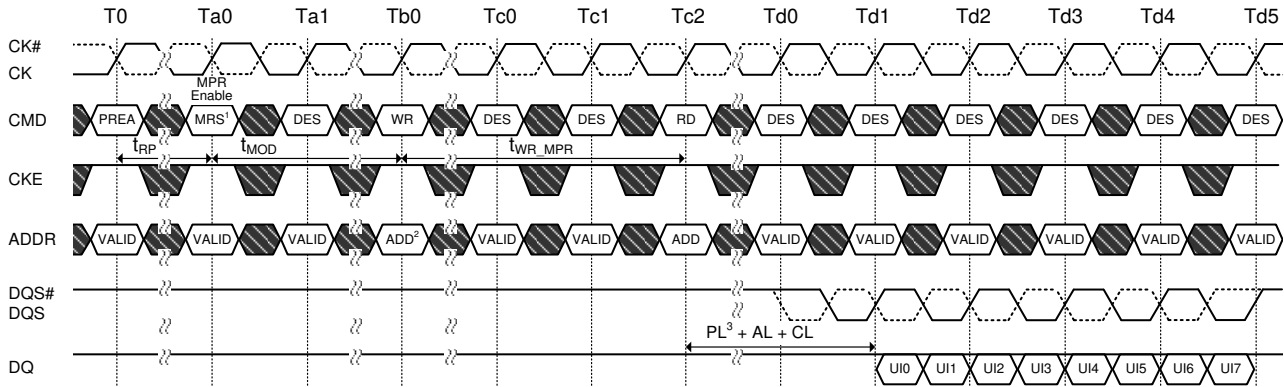 T0 Ta0 Ta1 Tb0 Tc0 Tc1 Tc2 Td0 Td1 Td2 Td3 Td4 Td5
CK#
CK
MPR
Enable
CMD PREA MRS¹ DES WR DES DES RD DES DES DES DES DES DES
tRP tMOD tWR_MPR
CKE
ADDR VALID VALID VALID ADD² VALID VALID ADD VALID VALID VALID VALID VALID VALID
DQS#
DQS
PL³ + AL + CL
DQ UI0 UI1 UI2 UI3 UI4 UI5 UI6 UI7